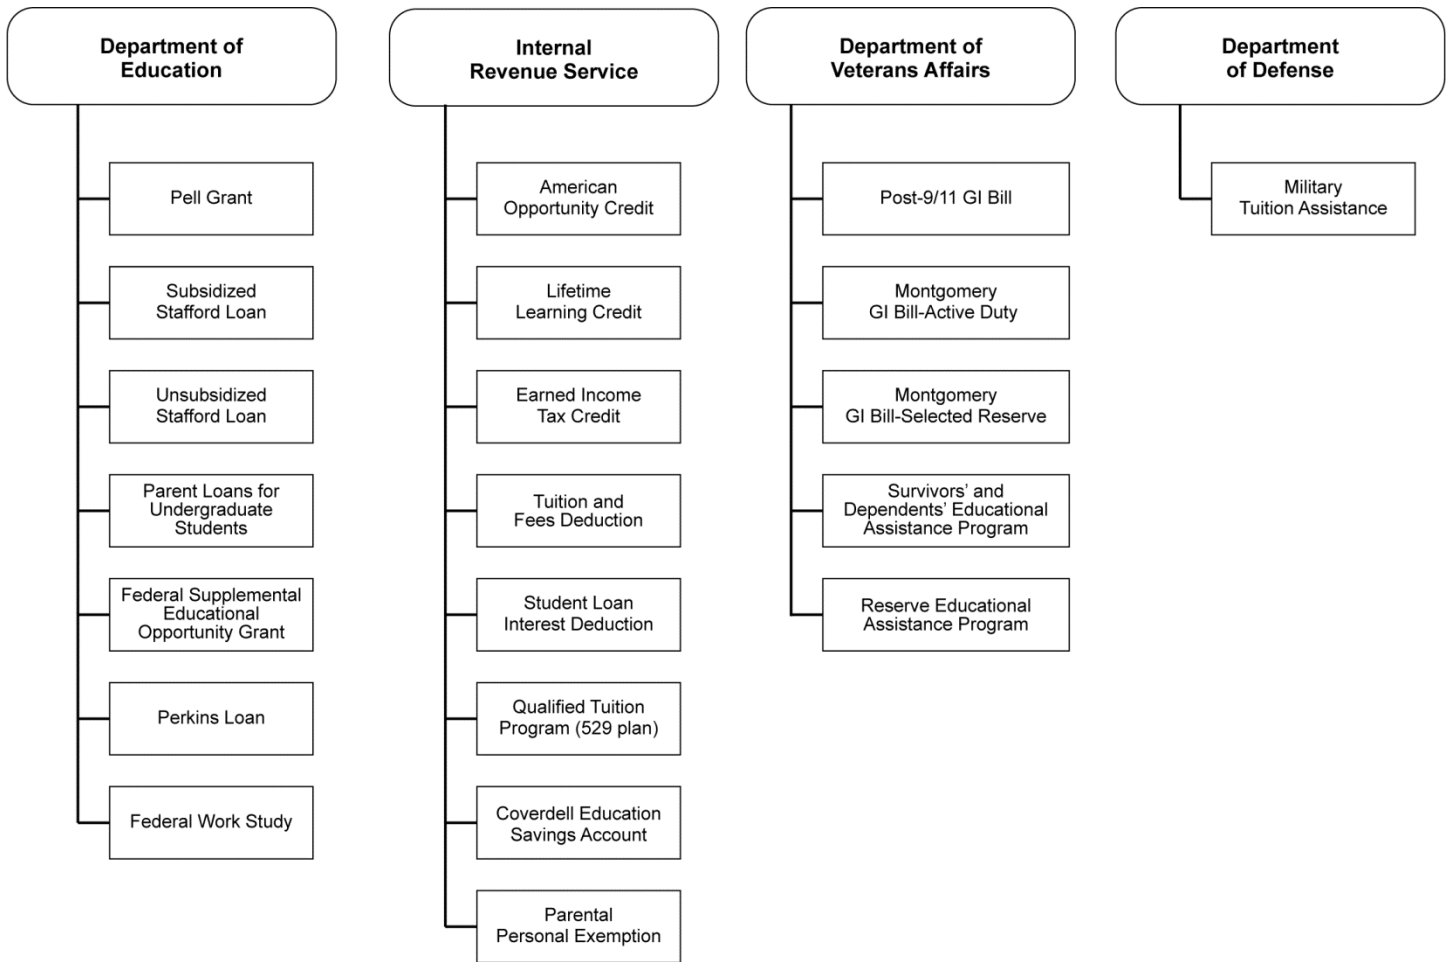 Department of
Education
Pell Grant
Subsidized
Stafford Loan
Unsubsidized
Stafford Loan
Parent Loans for
Undergraduate
Students
Federal Supplemental
Educational
Opportunity Grant
Perkins Loan
Federal Work Study
Internal
Revenue Service
American
Opportunity Credit
Lifetime
Learning Credit
Earned Income
Tax Credit
Tuition and
Fees Deduction
Student Loan
Interest Deduction
Qualified Tuition
Program (529 plan)
Coverdell Education
Savings Account
Parental
Personal Exemption
Department of
Veterans Affairs
Post-9/11 GI Bill
Montgomery
GI Bill-Active Duty
Montgomery
GI Bill-Selected Reserve
Survivors’ and
Dependents’ Educational
Assistance Program
Reserve Educational
Assistance Program
Department
of Defense
Military
Tuition Assistance